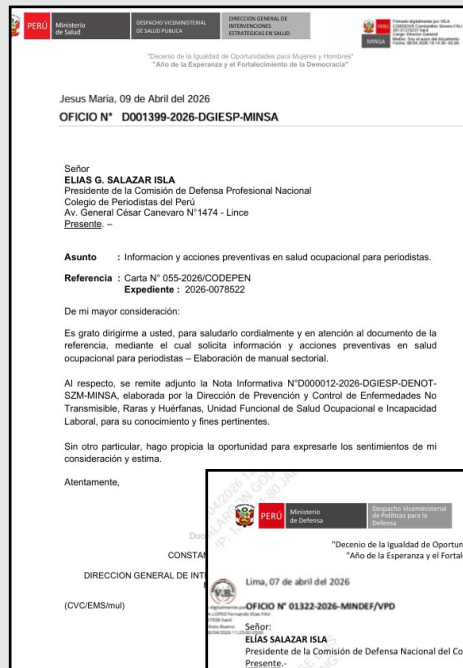 PERÚ
Ministerio
de Salud
DESPACHO VICEMINISTERIAL
DE SALUD PUBLICA
DIRECCION GENERAL DE
INTERVENCIONES
ESTRATEGICAS EN SALUD
MINSA
"Decenio de la Igualdad de Oportunidades para Mujeres y Hombres"
"Año de la Esperanza y el Fortalecimiento de la Democracia"
Jesus Maria, 09 de Abril del 2026
OFICIO N° D001399-2026-DGIESP-MINSA
Señor
ELIAS G. SALAZAR ISLA
Presidente de la Comisión de Defensa Profesional Nacional
Colegio de Periodistas del Perú
Av. General César Canevaro N°1474 - Lince
Presente. –
Asunto : Informacion y acciones preventivas en salud ocupacional para periodistas.
Referencia : Carta N° 055-2026/CODEPEN
Expediente : 2026-0078522
De mi mayor consideración:
Es grato dirigirme a usted, para saludarlo cordialmente y en atención al documento de la
referencia, mediante el cual solicita información y acciones preventivas en salud
ocupacional para periodistas – Elaboración de manual sectorial.
Al respecto, se remite adjunto la Nota Informativa N°D000012-2026-DGIESP-DENOT-
SZM-MINSA, elaborada por la Dirección de Prevención y Control de Enfermedades No
Transmisible, Raras y Huérfanas, Unidad Funcional de Salud Ocupacional e Incapacidad
Laboral, para su conocimiento y fines pertinentes.
Sin otro particular, hago propicia la oportunidad para expresarle los sentimientos de mi
consideración y estima.
Atentamente,
Doc
CONSTAN
DIRECCION GENERAL DE INT
(CVC/EMS/mul)
PERÚ
Ministerio
de Defensa
Despacho Viceministerial
de Políticas para la
Defensa
"Decenio de la Igualdad de Oportun
"Año de la Esperanza y el Fortal
Lima, 07 de abril del 2026
V.B.
OFICIO N° 01322-2026-MINDEF/VPD
Señor:
ELÍAS SALAZAR ISLA
Presidente de la Comisión de Defensa Nacional del Co
Presente.-